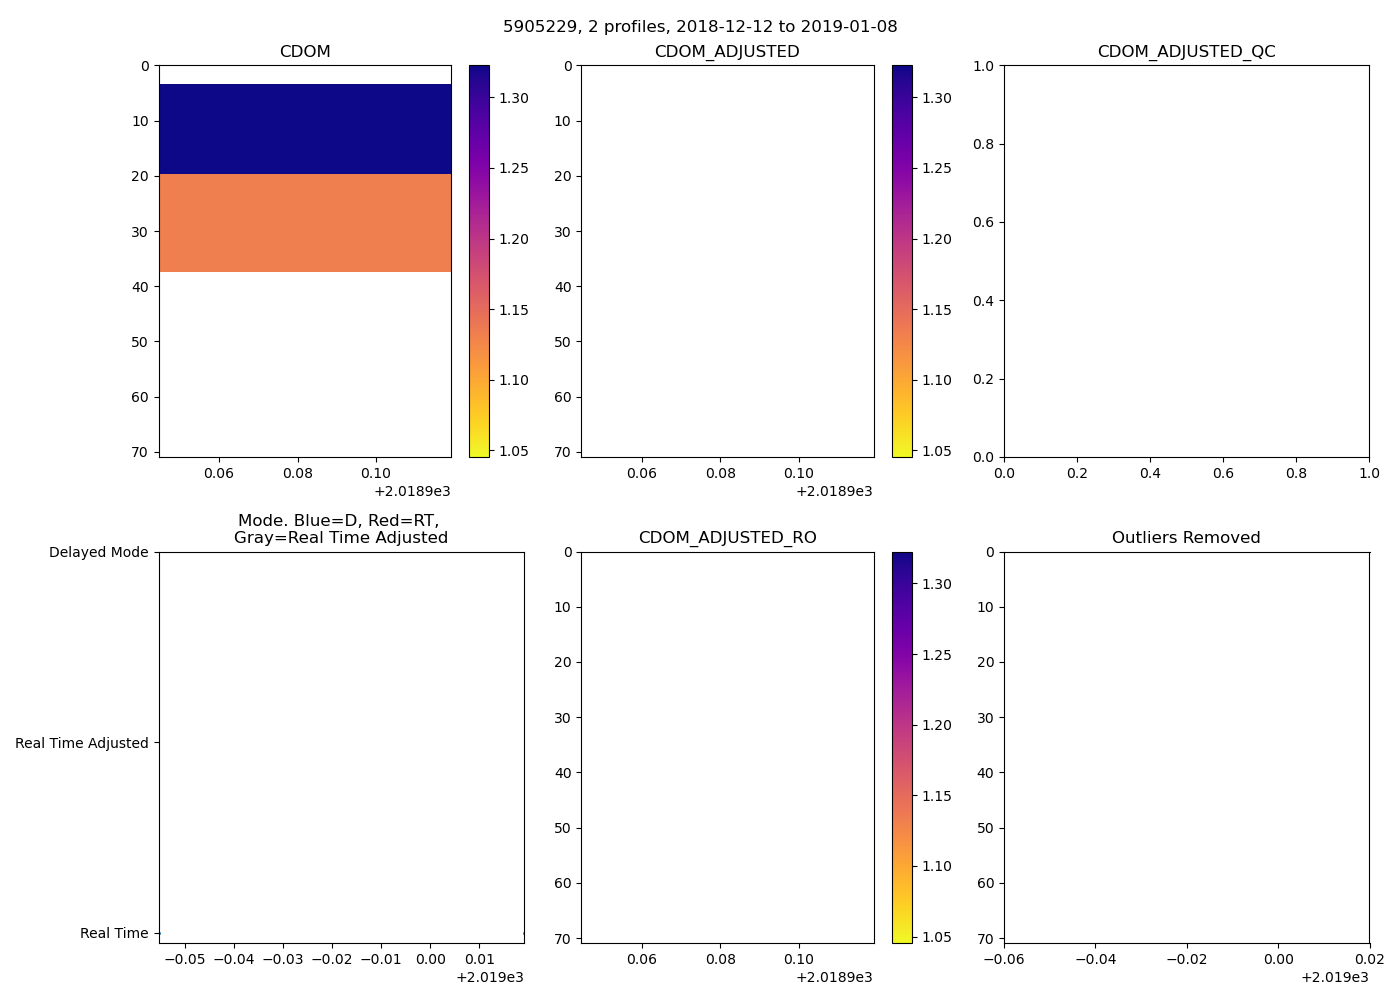 5905229, 2 profiles, 2018-12-12 to 2019-01-08
CDOM
0
10
20
30
40
50
60
70
0.06 0.08 0.10
+2.0189e3
1.30
1.25
1.20
1.15
1.10
1.05
CDOM_ADJUSTED
0
10
20
30
40
50
60
70
0.06 0.08 0.10
+2.0189e3
1.30
1.25
1.20
1.15
1.10
1.05
CDOM_ADJUSTED_QC
1.0
0.8
0.6
0.4
0.2
0.0
0.0 0.2 0.4 0.6 0.8 1.0
Mode. Blue=D, Red=RT,
Gray=Real Time Adjusted
Delayed Mode
Real Time Adjusted
Real Time
−0.05 −0.04 −0.03 −0.02 −0.01 0.00 0.01
+2.019e3
CDOM_ADJUSTED_RO
0
10
20
30
40
50
60
70
0.06 0.08 0.10
+2.0189e3
1.30
1.25
1.20
1.15
1.10
1.05
Outliers Removed
0
10
20
30
40
50
60
70
−0.06 −0.04 −0.02 0.00 0.02
+2.019e3